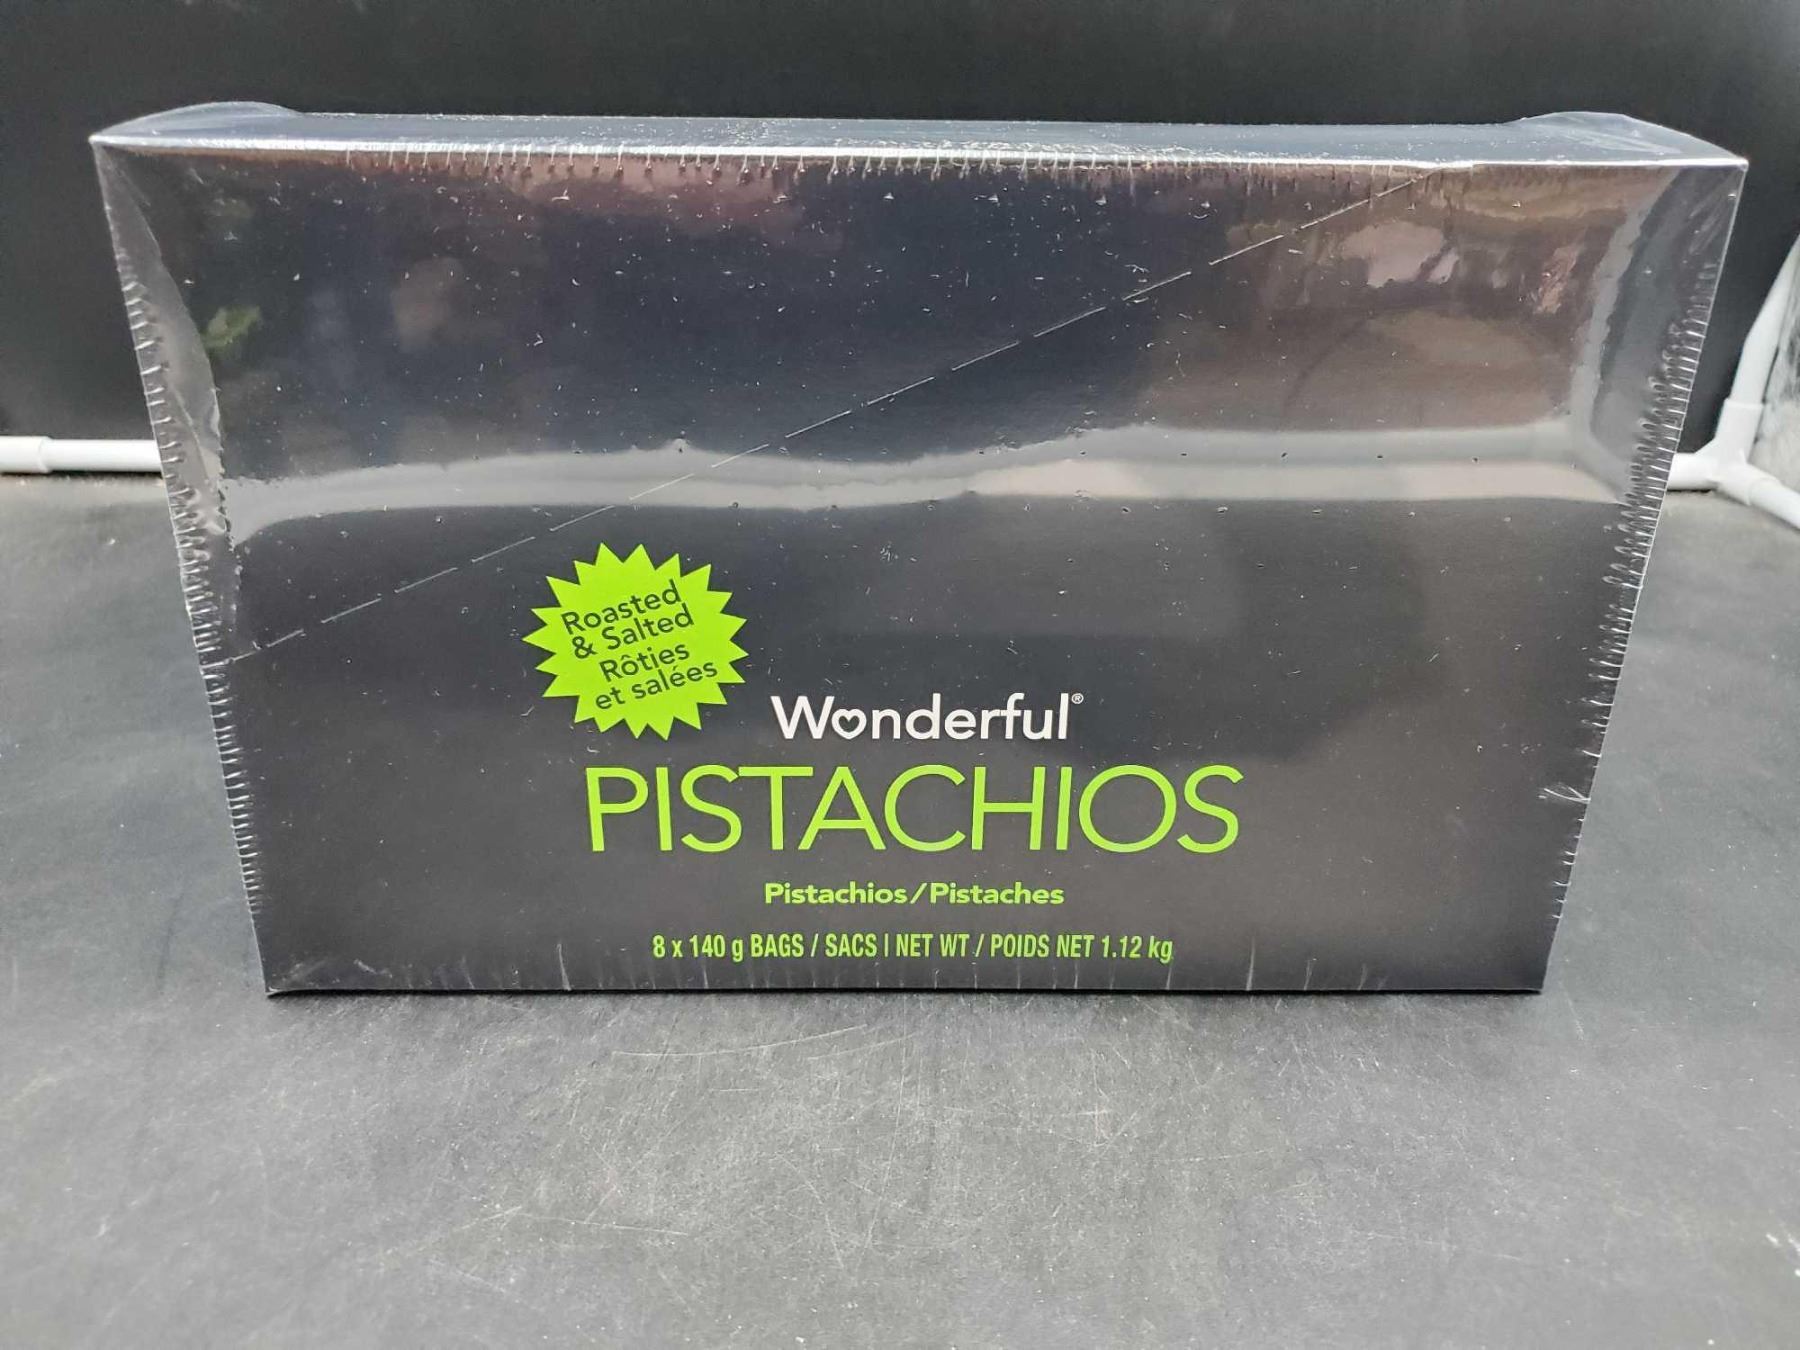 Roasted
& Salted
Rôties
et salées
Wonderful®
PISTACHIOS
Pistachios/Pistaches
8 x 140 g BAGS / SACS | NET WT / POIDS NET 1.12 kg